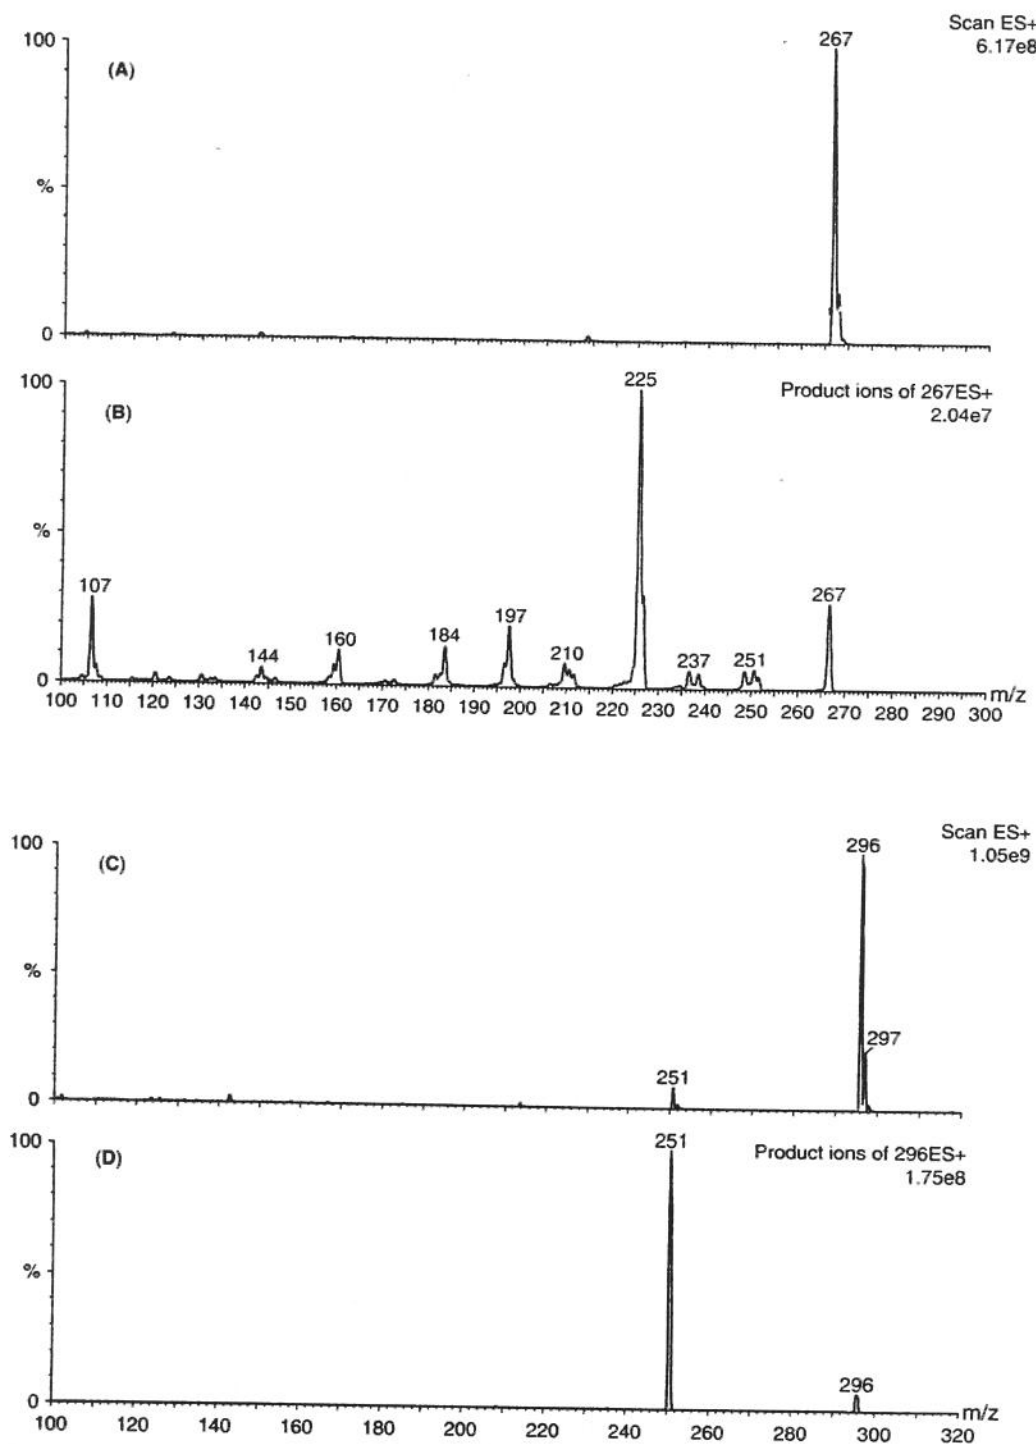 Scan ES+
6.17e8
100
(A)
267
%
0
100
(B)
225
Product ions of 267ES+
2.04e7
%
107
144
160
184
197
210
237
251
267
0
100 110 120 130 140 150 160 170 180 190 200 210 220 230 240 250 260 270 280 290 300 m/z
Scan ES+
1.05e9
100
(C)
296
%
297
251
0
100
(D)
251
Product ions of 296ES+
1.75e8
%
296
0
100 120 140 160 180 200 220 240 260 280 300 320 m/z